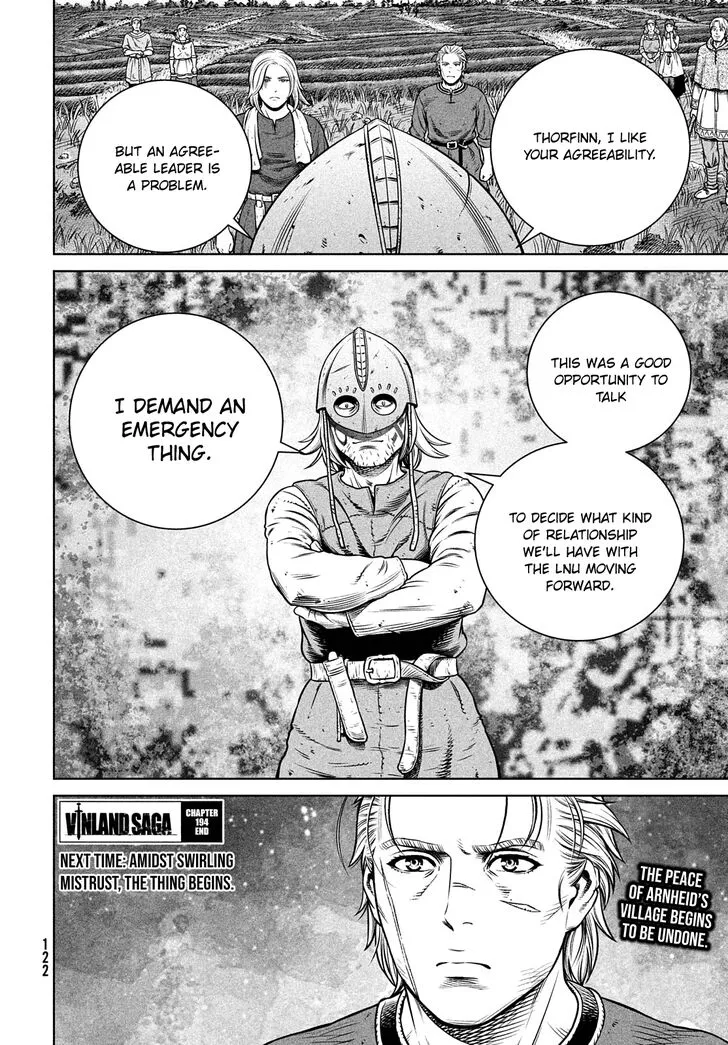 THORFINN, I LIKE
YOUR AGREEABILITY.
BUT AN AGREE-
ABLE LEADER IS
A PROBLEM.
THIS WAS A GOOD
OPPORTUNITY TO
TALK
TO DECIDE WHAT KIND
OF RELATIONSHIP
WE'LL HAVE WITH
THE LNU MOVING
FORWARD.
I DEMAND AN
EMERGENCY
THING.
THE PEACE
OF ARNHEID'S
VILLAGE BEGINS
TO BE UNDONE.
VINLAND SAGA
CHAPTER
194
END
NEXT TIME: AMIDST SWIRLING
MISTRUST, THE THING BEGINS.
122